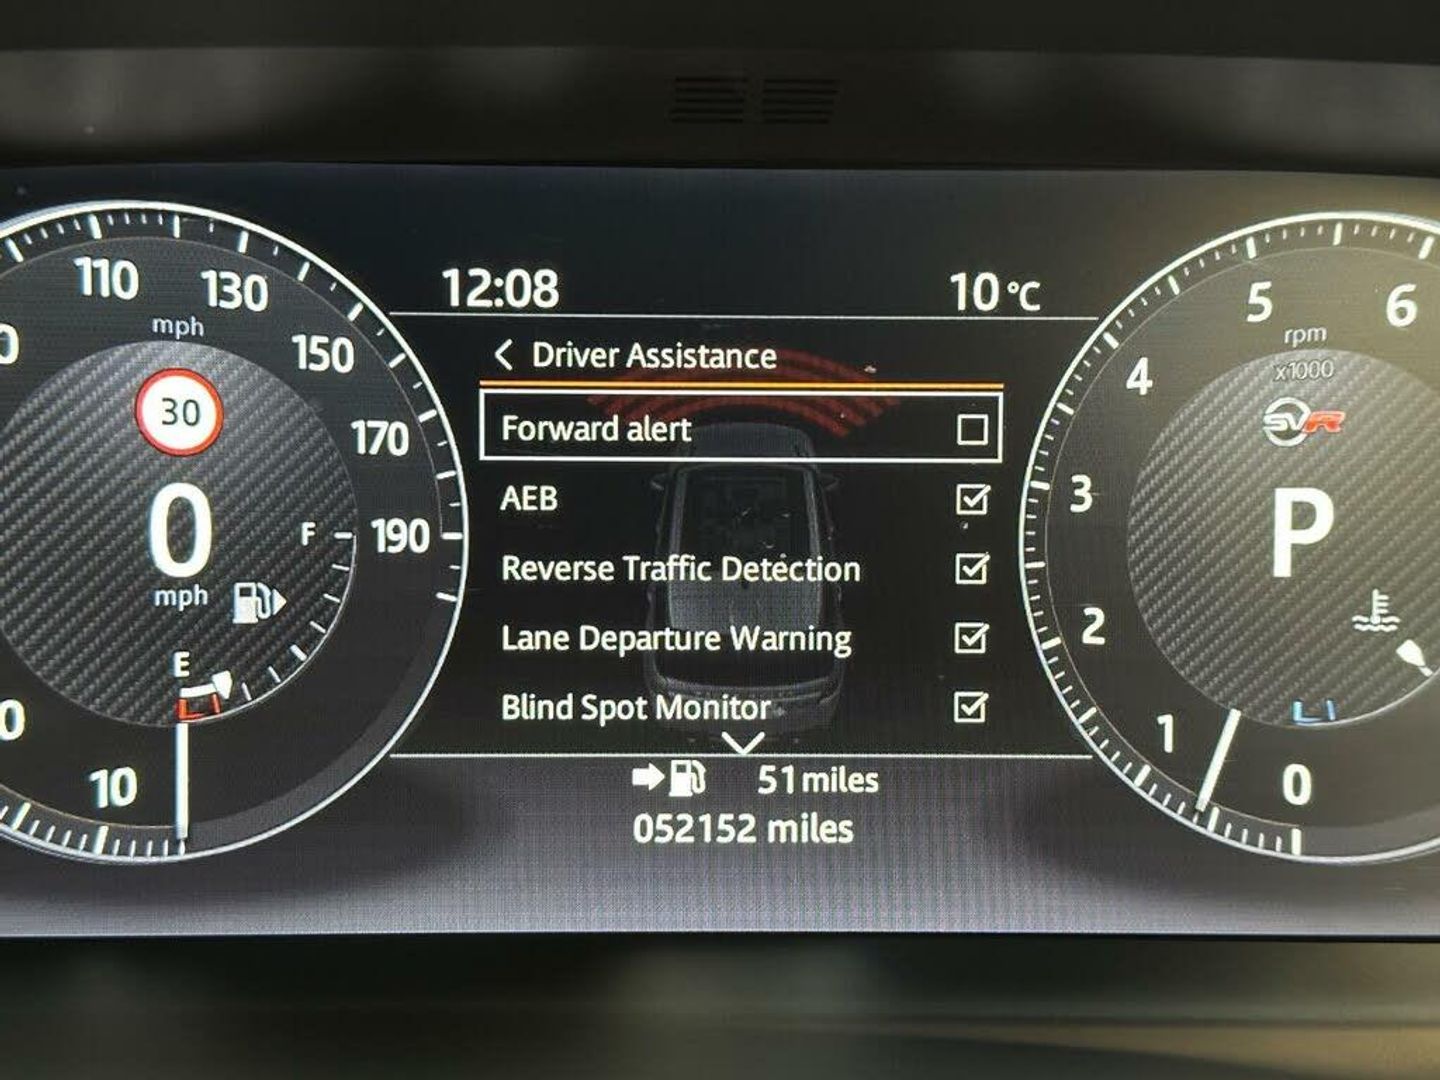 12:08
10 °C
Driver Assistance
Forward alert
AEB
Reverse Traffic Detection
Lane Departure Warning
Blind Spot Monitor
51 miles
052152 miles
110
130
150
170
190
mph
30
0
mph
F
E
10
0
0
6
5
4
3
2
1
0
rpm
x1000
SVR
P